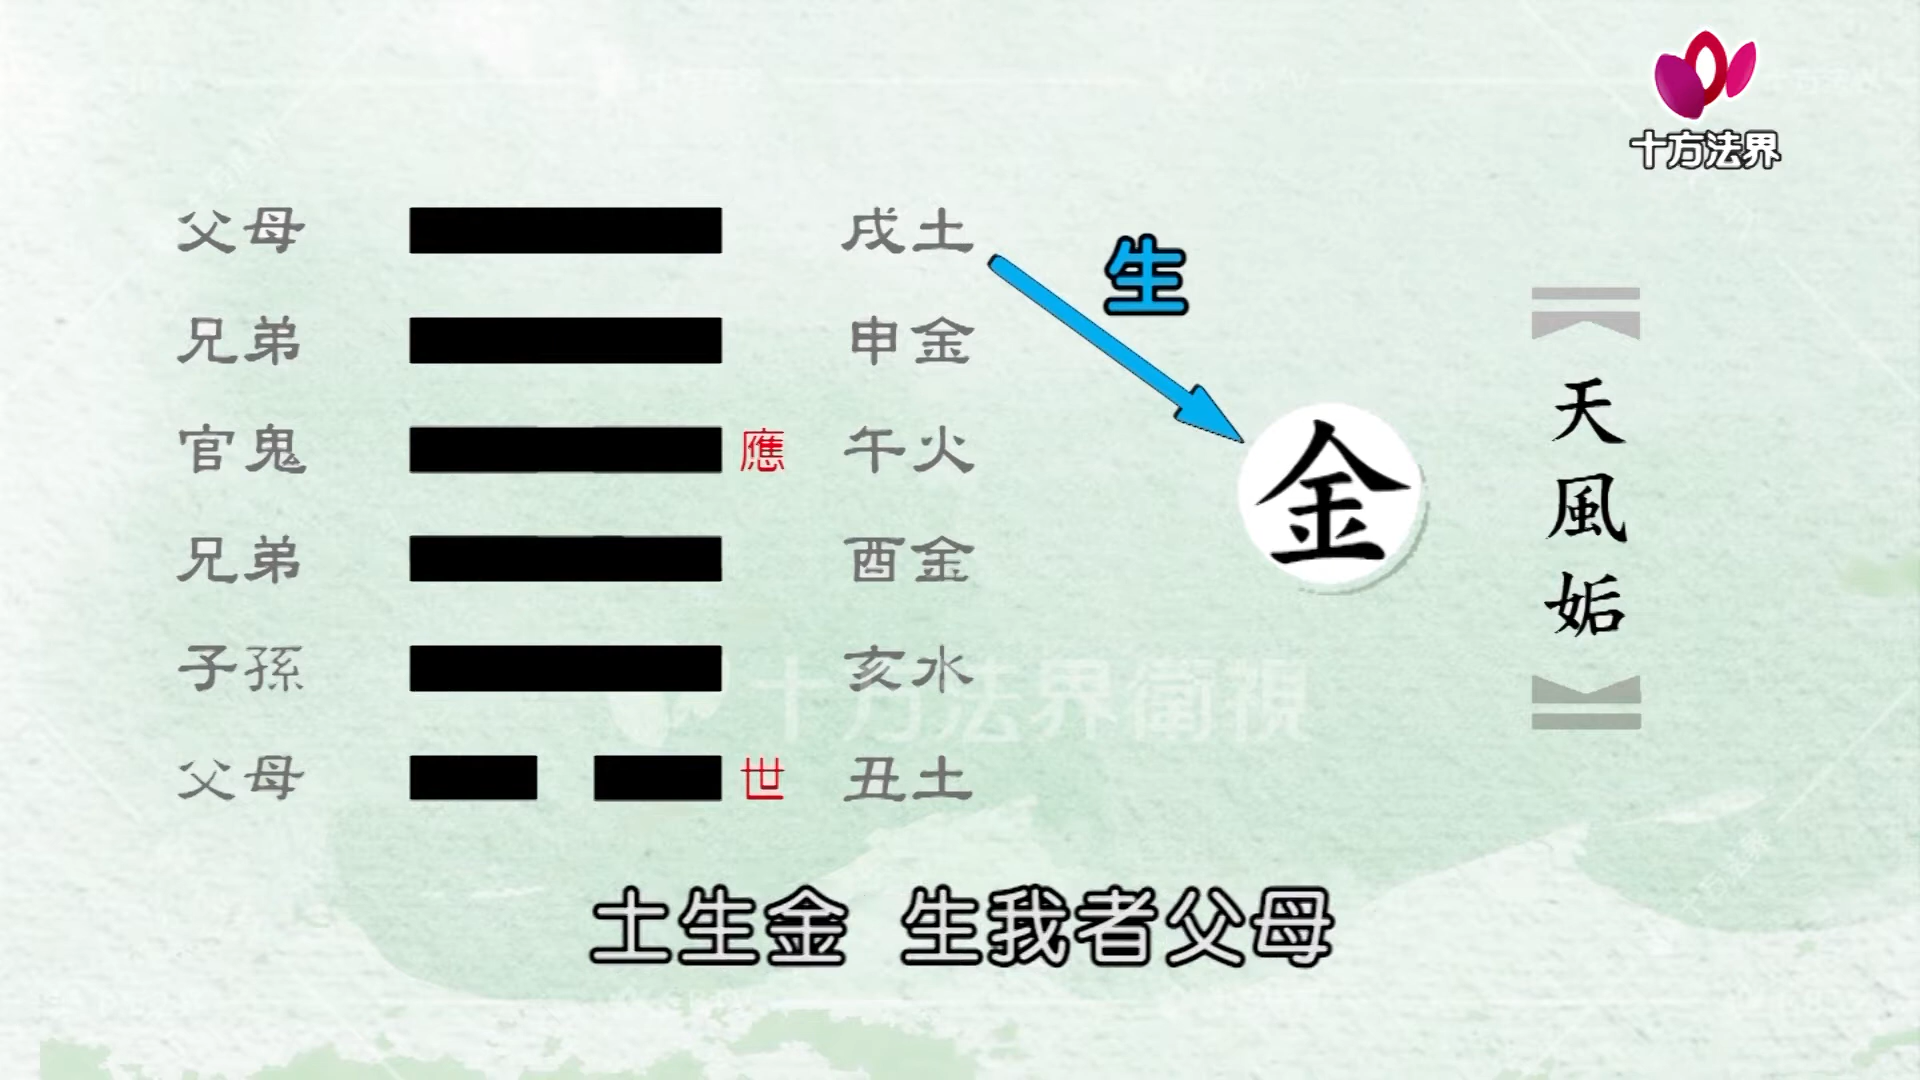 十方法界
父母 戌土
生
兄弟 申金
官鬼 應 午火
金
兄弟 酉金
子孫 亥水
父母 世 丑土
天風姤
十方法界衛視
土生金 生我者父母